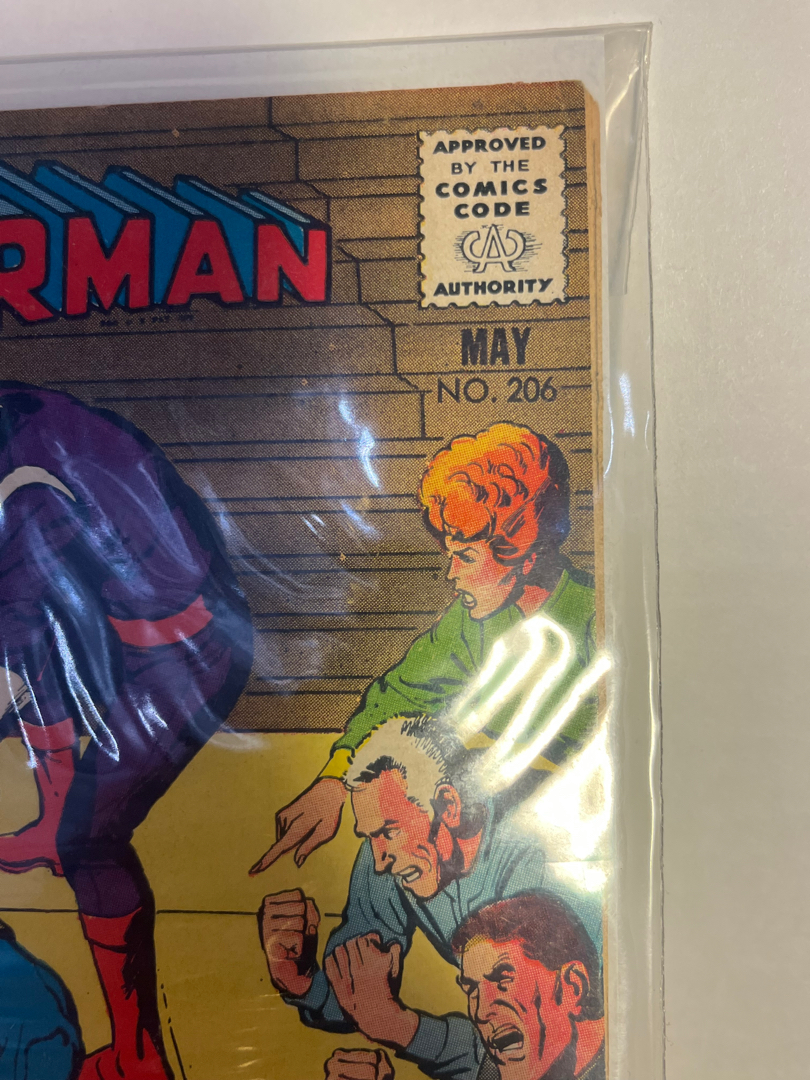 APPROVED
BY THE
COMICS
CODE
AUTHORITY
RMAN
MAY
NO. 206